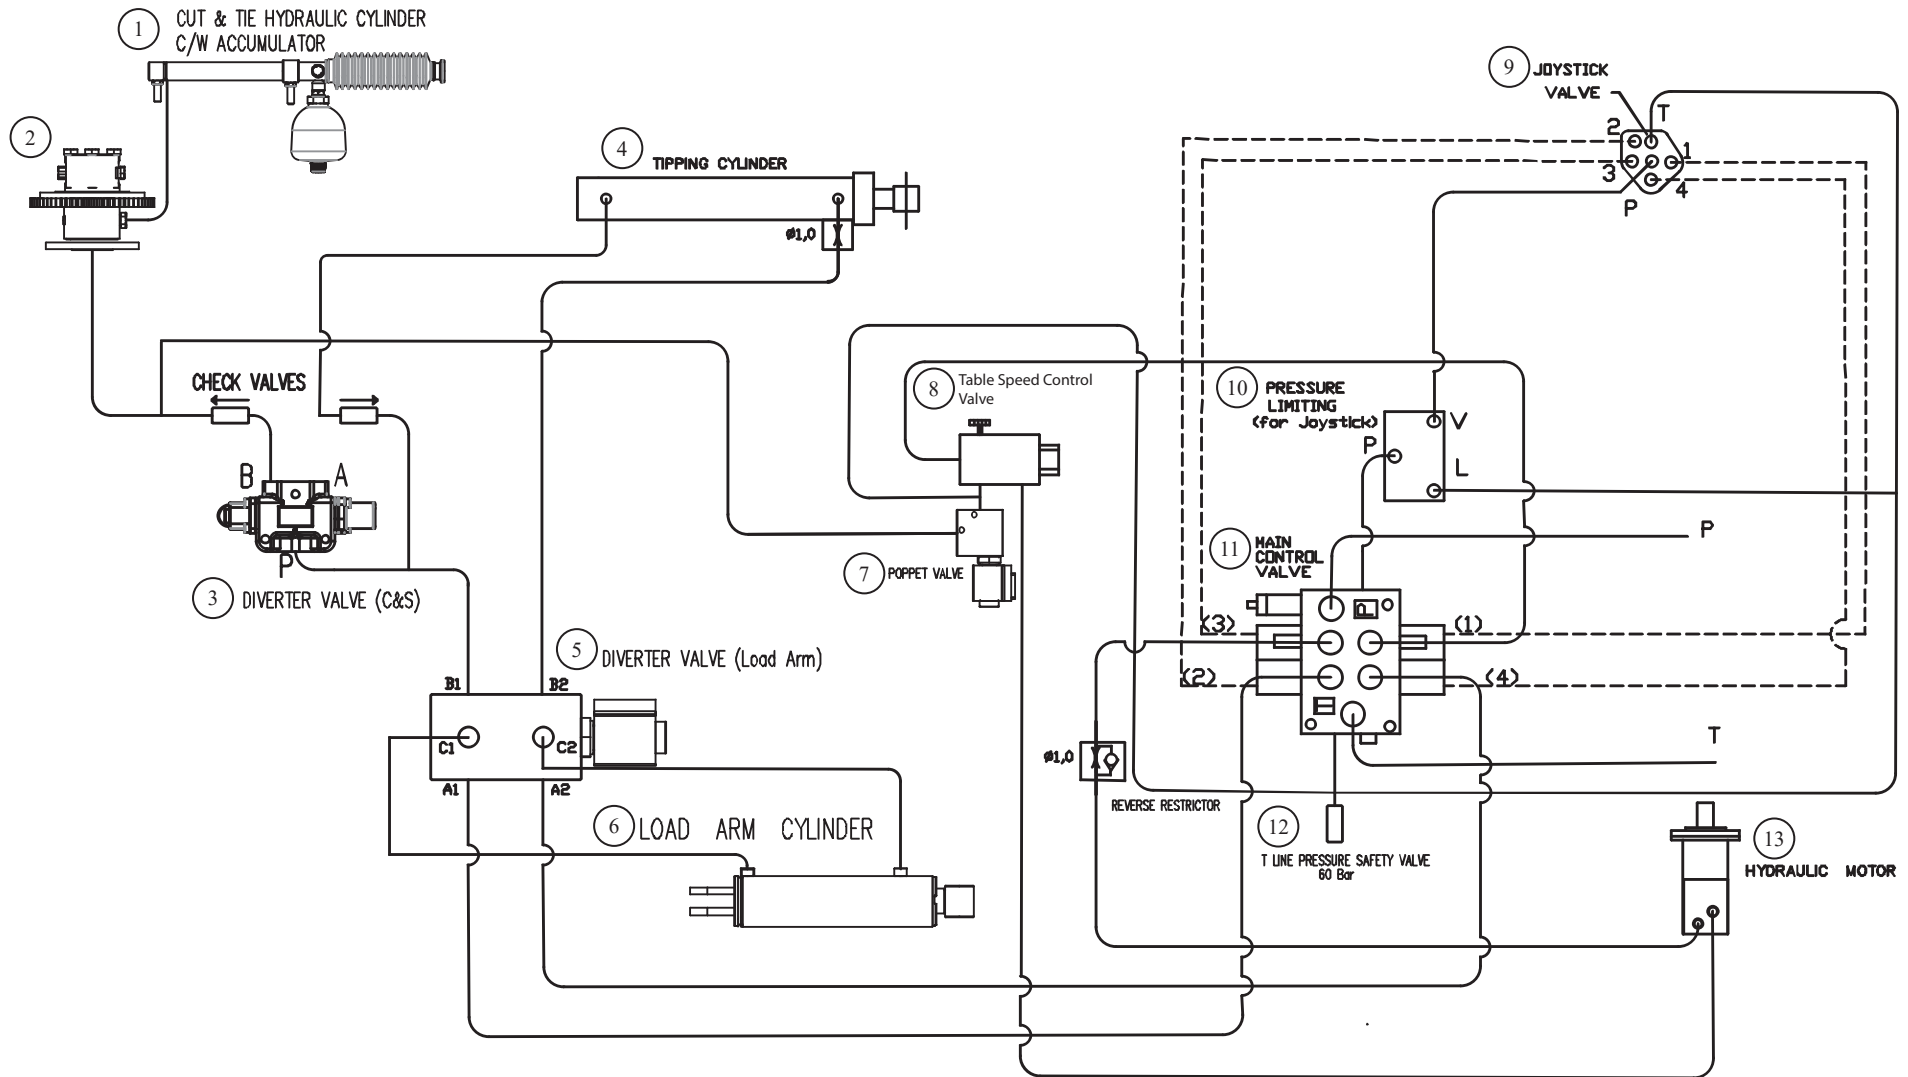 1
CUT & TIE HYDRAULIC CYLINDER
C/W ACCUMULATOR
2
4
TIPPING CYLINDER
Ø1,0
9
JOYSTICK
VALVE
T
2
1
3
4
P
CHECK VALVES
8
Table Speed Control
Valve
10
PRESSURE
LIMITING
(for Joystick)
V
P
L
B
A
P
3
DIVERTER VALVE (C&S)
7
POPPET VALVE
11
MAIN
CONTROL
VALVE
P
P
(3)
(1)
(2)
(4)
T
5
DIVERTER VALVE (Load Arm)
B1
B2
C1
C2
A1
A2
6
LOAD ARM CYLINDER
Ø1,0
REVERSE RESTRICTOR
12
T LINE PRESSURE SAFETY VALVE
60 Bar
13
HYDRAULIC MOTOR